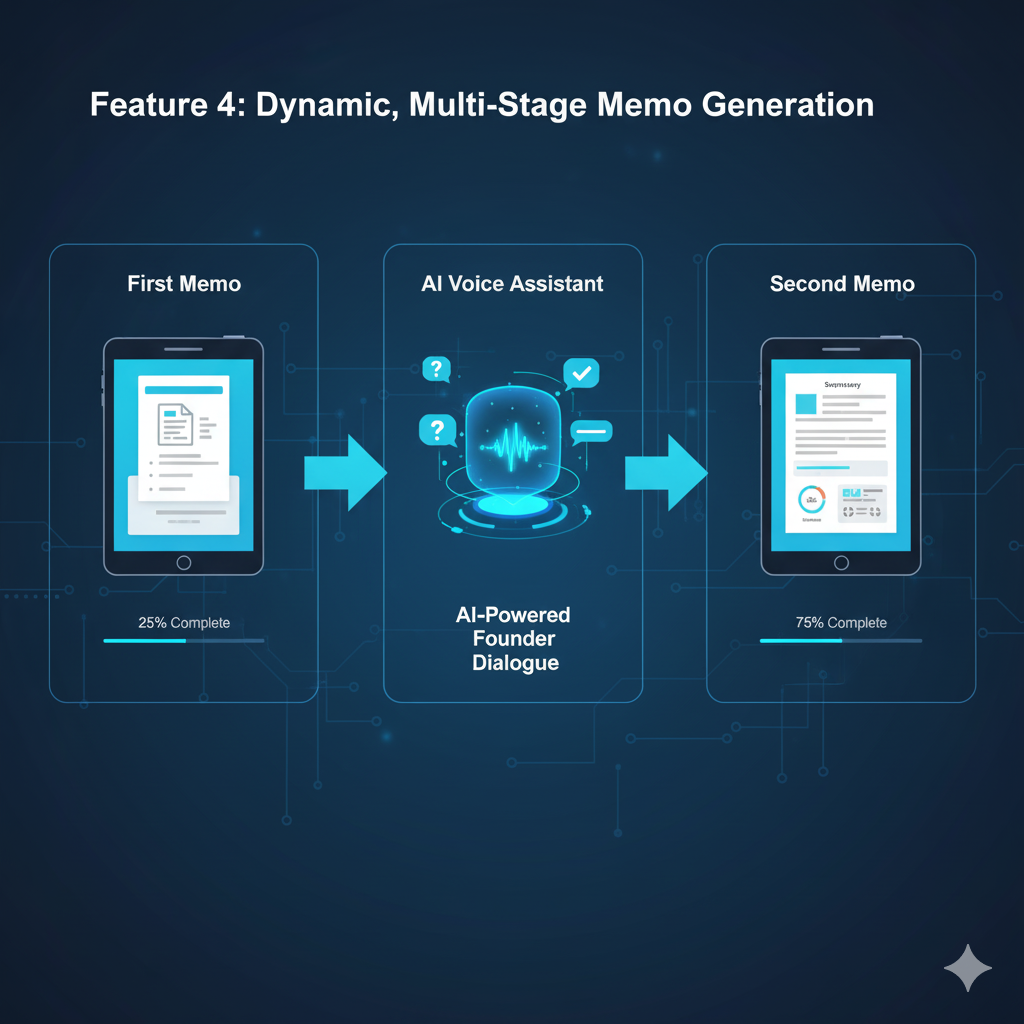 Feature 4: Dynamic, Multi-Stage Memo Generation
First Memo
AI Voice Assistant
Second Memo
?
?
25% Complete
AI-Powered
Founder
Dialogue
75% Complete